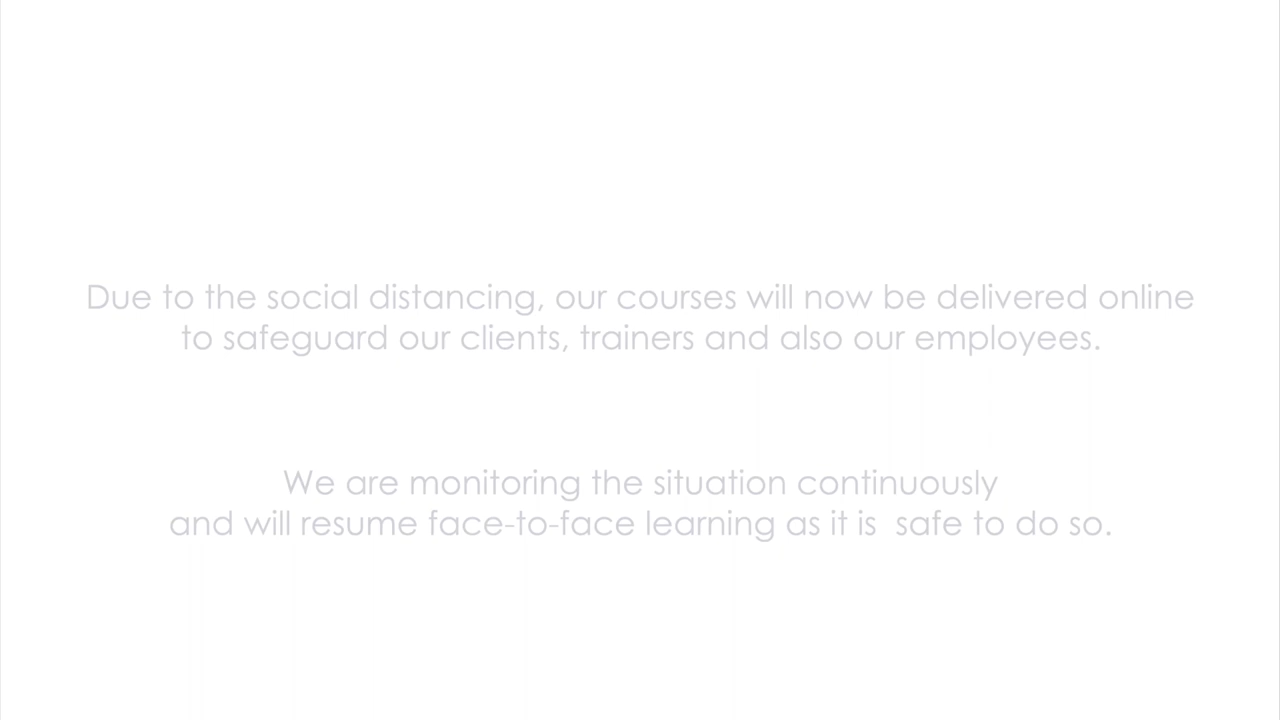 Due to the social distancing, our courses will now be delivered online
to safeguard our clients, trainers and also our employees.
We are monitoring the situation continuously
and will resume face-to-face learning as it is  safe to do so.